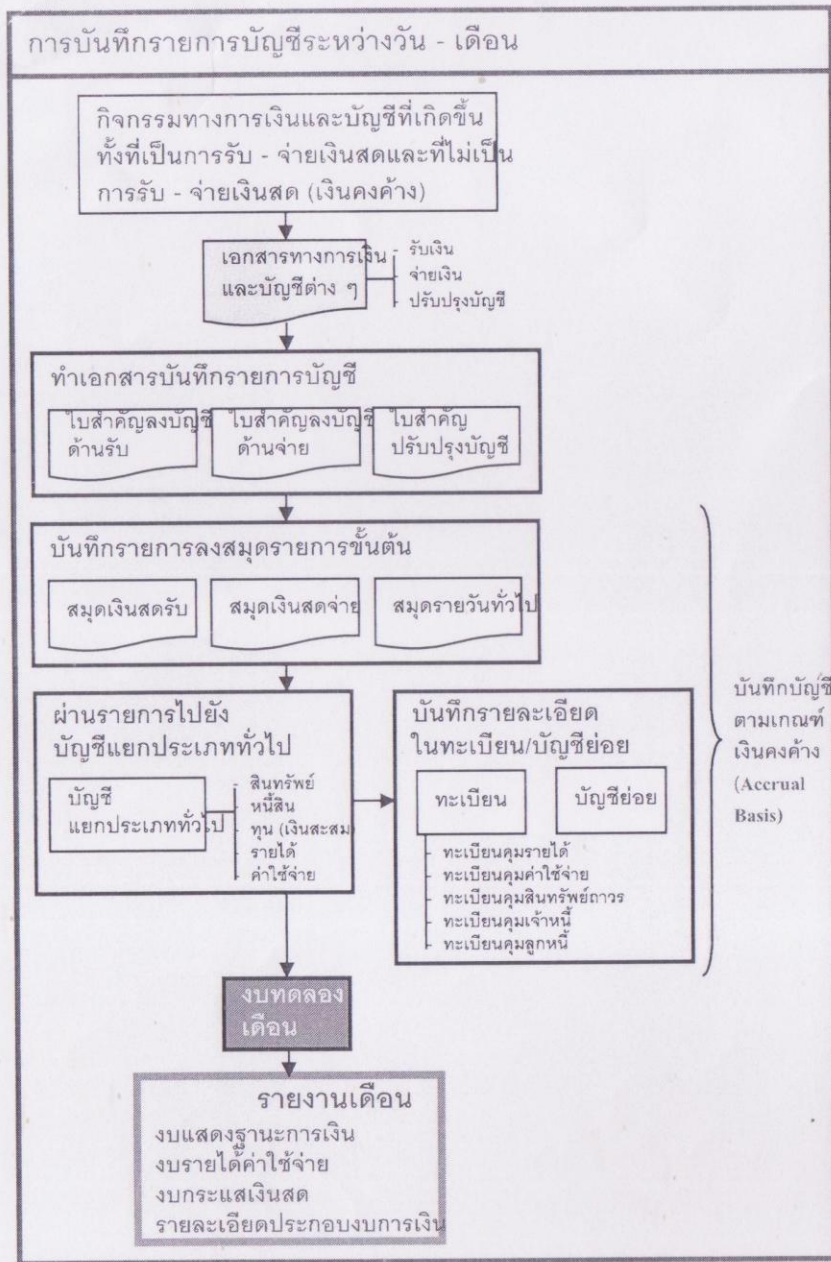 การบันทึกรายการบัญชีระหว่างวัน - เดือน
กิจกรรมทางการเงินและบัญชีที่เกิดขึ้น
ทั้งที่เป็นการรับ - จ่ายเงินสดและที่ไม่เป็น
การรับ - จ่ายเงินสด (เงินคงค้าง)
เอกสารทางการเงิน
และบัญชีต่าง ๆ
- รับเงิน
- จ่ายเงิน
- ปรับปรุงบัญชี
ทำเอกสารบันทึกรายการบัญชี
ใบสำคัญลงบัญชี
ด้านรับ
ใบสำคัญลงบัญชี
ด้านจ่าย
ใบสำคัญ
ปรับปรุงบัญชี
บันทึกรายการลงสมุดรายการขั้นต้น
สมุดเงินสดรับ
สมุดเงินสดจ่าย
สมุดรายวันทั่วไป
ผ่านรายการไปยัง
บัญชีแยกประเภททั่วไป
บัญชี
แยกประเภททั่วไป
- สินทรัพย์
- หนี้สิน
- ทุน (เงินสะสม)
- รายได้
- ค่าใช้จ่าย
บันทึกรายละเอียด
ในทะเบียน/บัญชีย่อย
ทะเบียน
บัญชีย่อย
- ทะเบียนคุมรายได้
- ทะเบียนคุมค่าใช้จ่าย
- ทะเบียนคุมสินทรัพย์ถาวร
- ทะเบียนคุมเจ้าหนี้
- ทะเบียนคุมลูกหนี้
บันทึกบัญชี
ตามเกณฑ์
เงินคงค้าง
(Accrual
Basis)
งบทดลอง
เดือน
รายงานเดือน
งบแสดงฐานะการเงิน
งบรายได้ค่าใช้จ่าย
งบกระแสเงินสด
รายละเอียดประกอบงบการเงิน